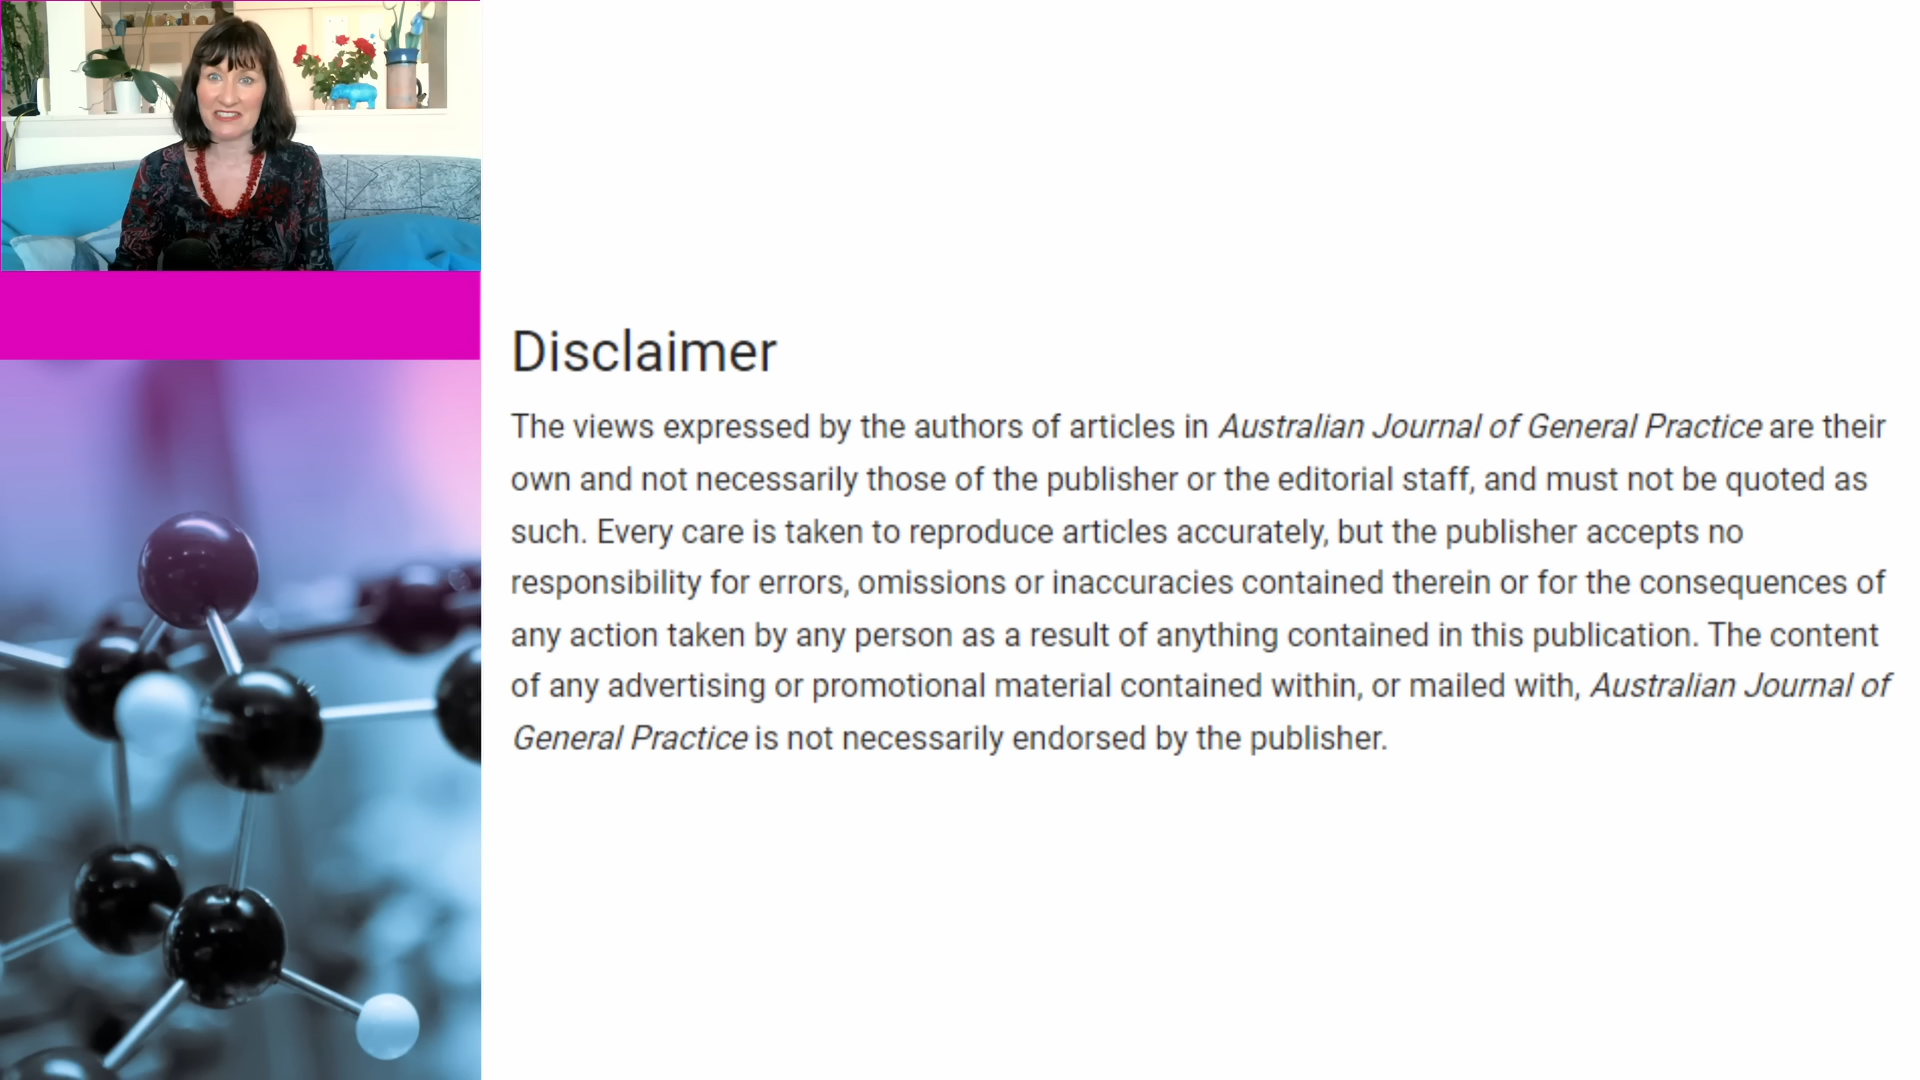 Disclaimer
The views expressed by the authors of articles in Australian Journal of General Practice are their
own and not necessarily those of the publisher or the editorial staff, and must not be quoted as
such. Every care is taken to reproduce articles accurately, but the publisher accepts no
responsibility for errors, omissions or inaccuracies contained therein or for the consequences of
any action taken by any person as a result of anything contained in this publication. The content
of any advertising or promotional material contained within, or mailed with, Australian Journal of
General Practice is not necessarily endorsed by the publisher.